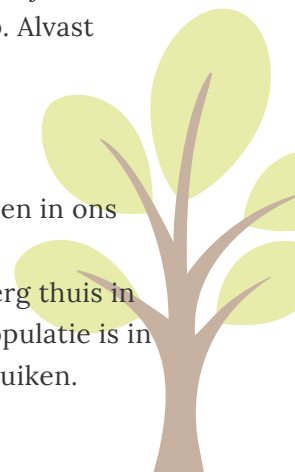 . Alvast
en in ons
erg thuis in
opulatie is in
uiken.